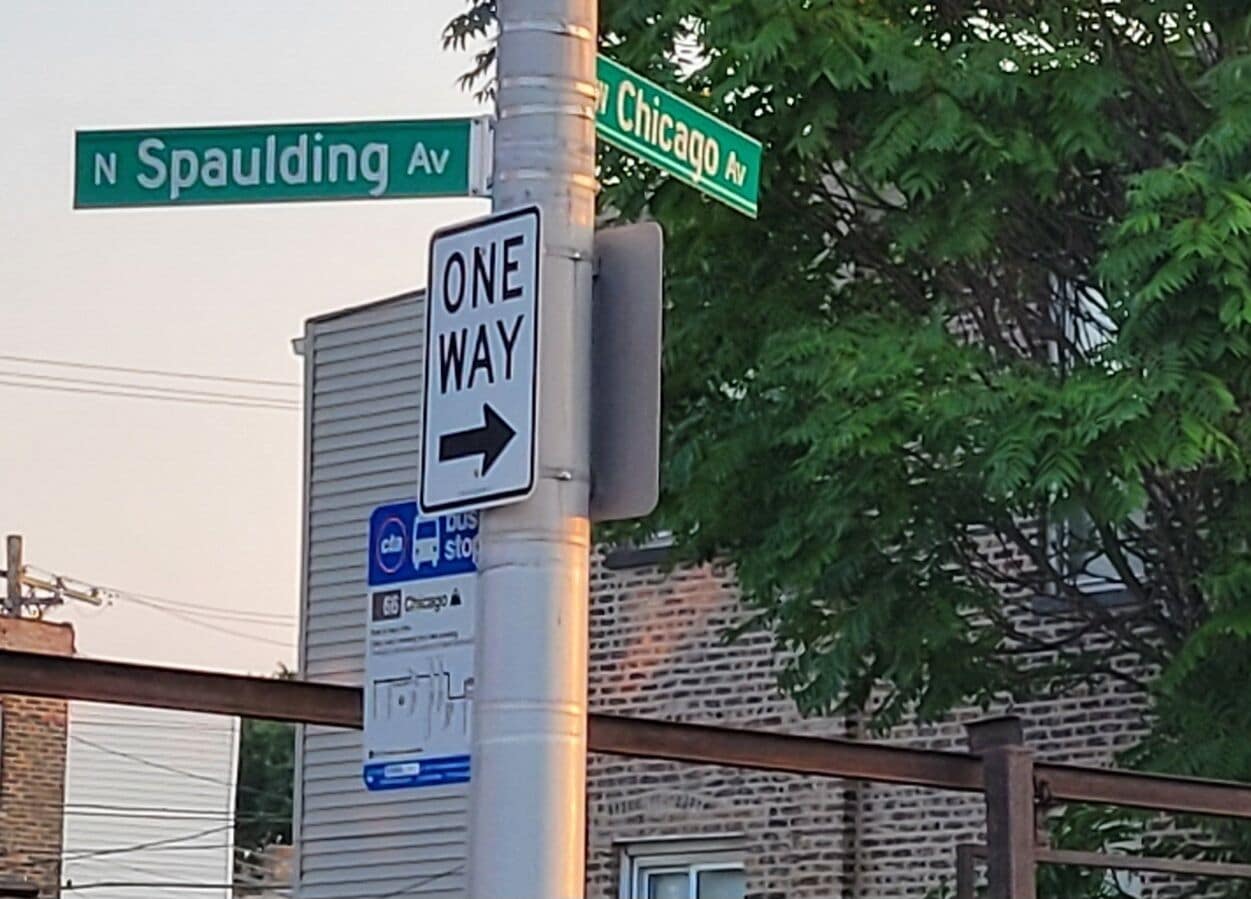 N Spaulding Av
W Chicago Av
ONE
WAY
cta
bus
stop
66 Chicago